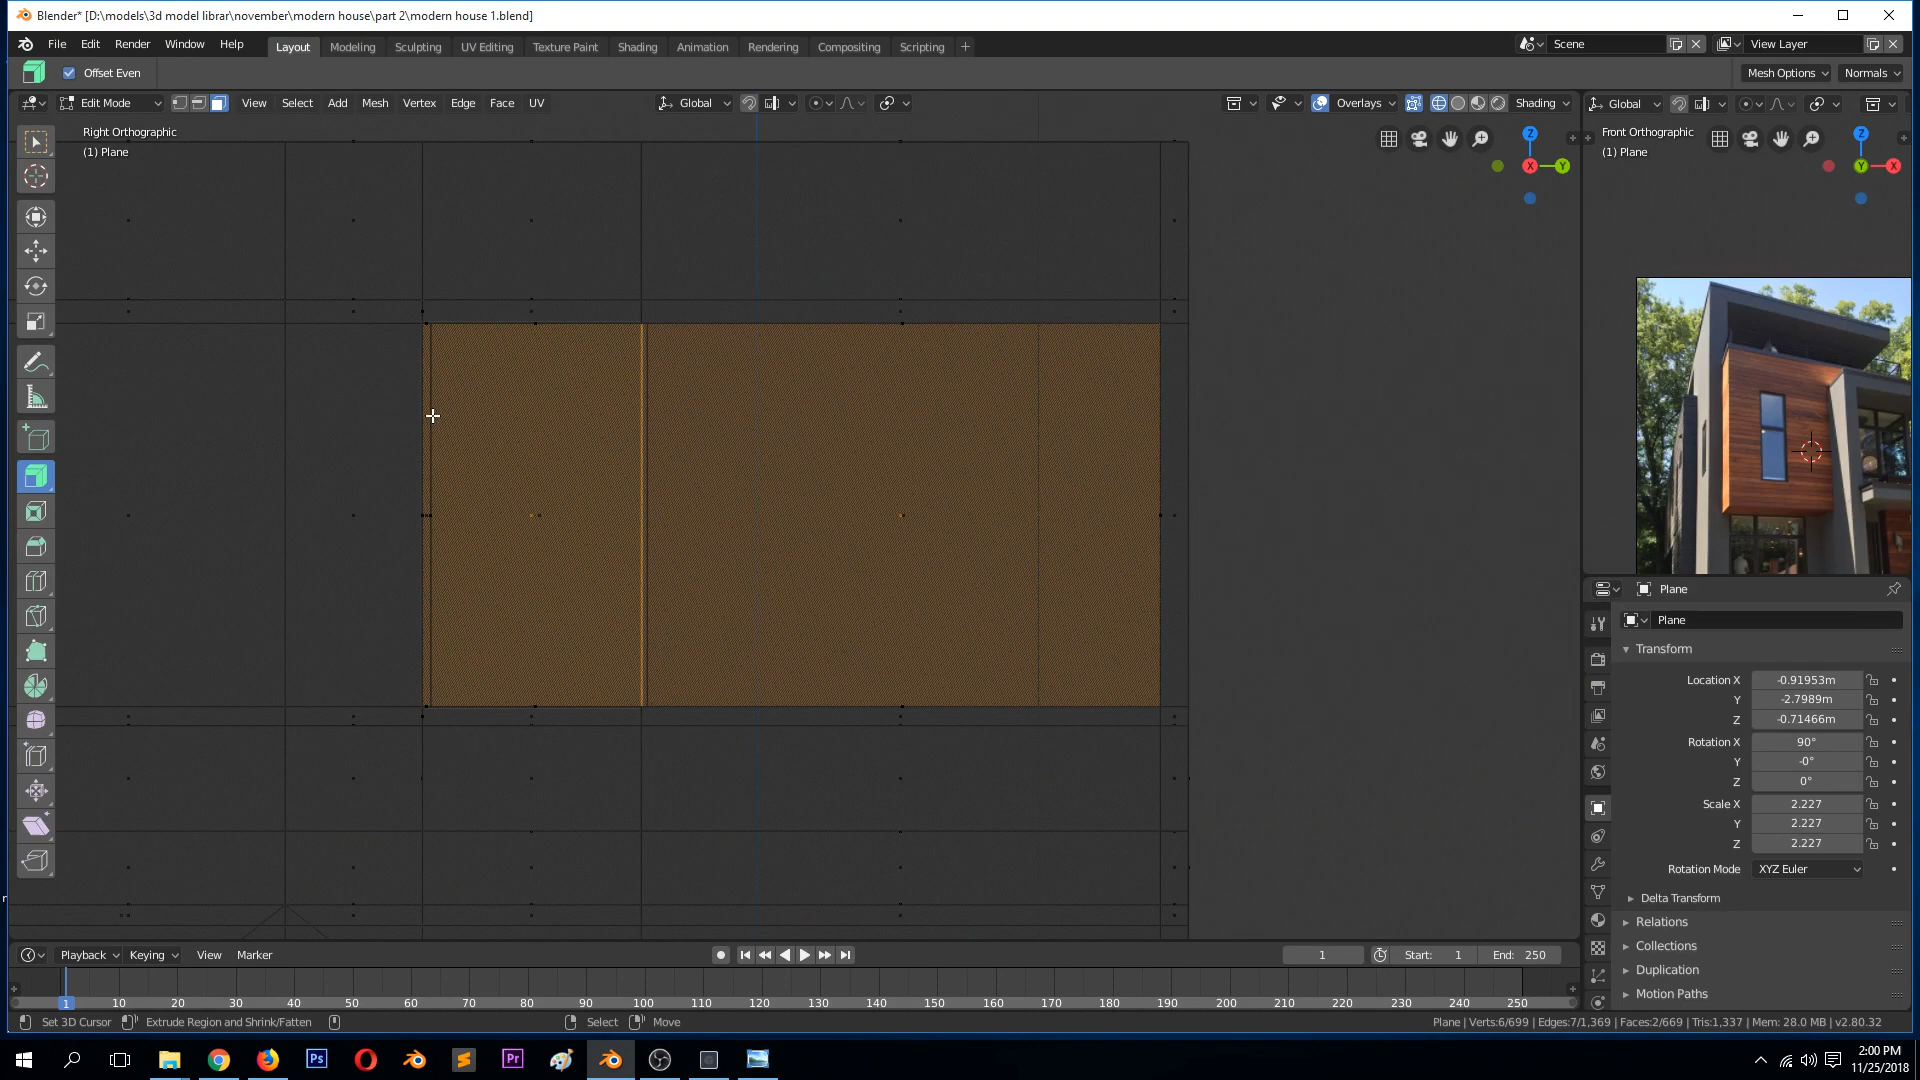 Blender* [D:\models\3d model librar\november\modern house\part 2\modern house 1.blend]
File Edit Render Window Help Layout Modeling Sculpting UV Editing Texture Paint Shading Animation Rendering Compositing Scripting + Scene View Layer
Offset Even Mesh Options Normals
Edit Mode View Select Add Mesh Vertex Edge Face UV Global Overlays Shading Global
Right Orthographic
(1) Plane
Z
X
Y
Front Orthographic
(1) Plane
Z
Y
X
Plane
Plane
Transform
Location X -0.91953m
Y -2.7989m
Z -0.71466m
Rotation X 90°
Y -0°
Z 0°
Scale X 2.227
Y 2.227
Z 2.227
Rotation Mode XYZ Euler
Delta Transform
Relations
Collections
Duplication
Motion Paths
Playback Keying View Marker 1 Start: 1 End: 250
1 10 20 30 40 50 60 70 80 90 100 110 120 130 140 150 160 170 180 190 200 210 220 230 240 250
Set 3D Cursor Extrude Region and Shrink/Fatten Select Move Plane | Verts:6/699 | Edges:7/1,369 | Faces:2/669 | Tris:1,337 | Mem: 28.0 MB | v2.80.32
Ps Pr
2:00 PM
11/25/2018